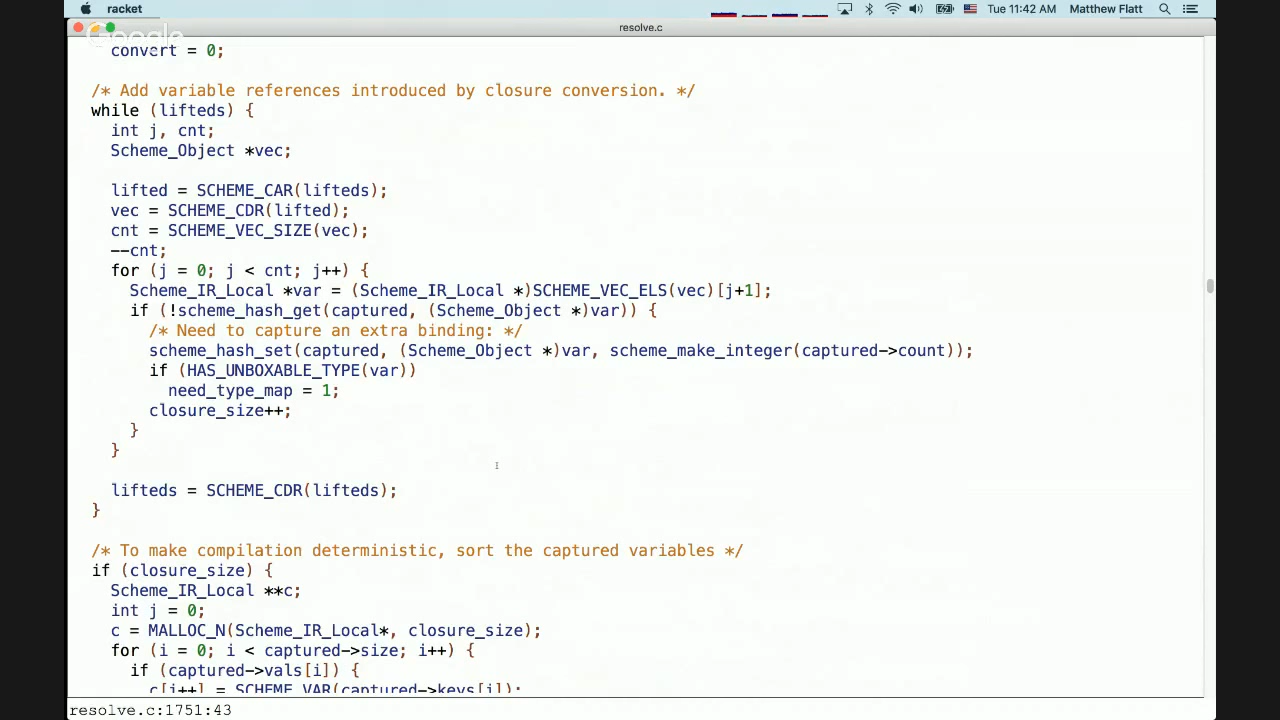 racket
Tue 11:42 AM Matthew Flatt
resolve.c
Google
convert = 0;
/* Add variable references introduced by closure conversion. */
while (lifteds) {
int j, cnt;
Scheme_Object *vec;
lifted = SCHEME_CAR(lifteds);
vec = SCHEME_CDR(lifted);
cnt = SCHEME_VEC_SIZE(vec);
--cnt;
for (j = 0; j < cnt; j++) {
Scheme_IR_Local *var = (Scheme_IR_Local *)SCHEME_VEC_ELS(vec)[j+1];
if (!scheme_hash_get(captured, (Scheme_Object *)var)) {
/* Need to capture an extra binding: */
scheme_hash_set(captured, (Scheme_Object *)var, scheme_make_integer(captured->count));
if (HAS_UNBOXABLE_TYPE(var))
need_type_map = 1;
closure_size++;
}
}
lifteds = SCHEME_CDR(lifteds);
}
/* To make compilation deterministic, sort the captured variables */
if (closure_size) {
Scheme_IR_Local **c;
int j = 0;
c = MALLOC_N(Scheme_IR_Local*, closure_size);
for (i = 0; i < captured->size; i++) {
if (captured->vals[i]) {
c[j++] = SCHEME_VAR(captured->keys[i]);
resolve.c:1751:43